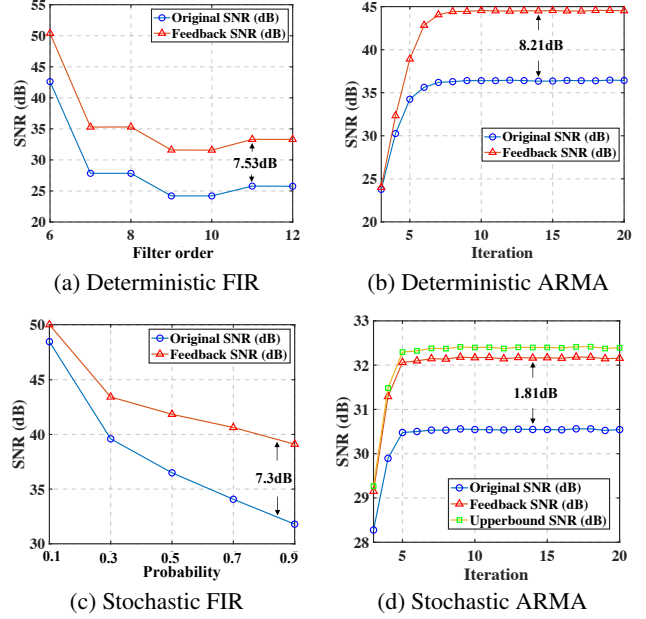 55
50
45
40
35
30
25
20
SNR (dB)
Original SNR (dB)
Feedback SNR (dB)
7.53dB
6
8
10
12
Filter order
(a) Deterministic FIR
45
40
35
30
25
20
SNR (dB)
8.21dB
Original SNR (dB)
Feedback SNR (dB)
5
10
15
20
Iteration
(b) Deterministic ARMA
50
45
40
35
30
SNR (dB)
Original SNR (dB)
Feedback SNR (dB)
7.3dB
0.1
0.3
0.5
0.7
0.9
Probability
(c) Stochastic FIR
33
32
31
30
29
28
SNR (dB)
1.81dB
Original SNR (dB)
Feedback SNR (dB)
Upperbound SNR (dB)
5
10
15
20
Iteration
(d) Stochastic ARMA